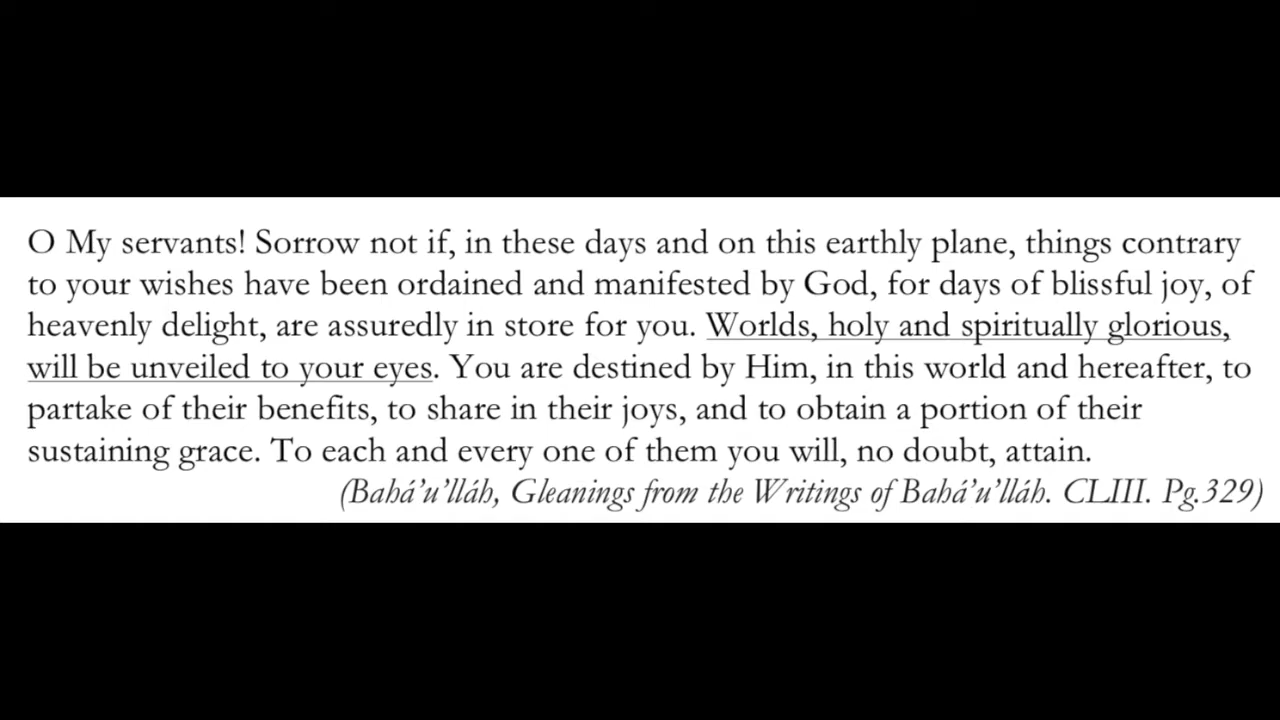 O My servants! Sorrow not if, in these days and on this earthly plane, things contrary
to your wishes have been ordained and manifested by God, for days of blissful joy, of
heavenly delight, are assuredly in store for you. Worlds, holy and spiritually glorious,
will be unveiled to your eyes. You are destined by Him, in this world and hereafter, to
partake of their benefits, to share in their joys, and to obtain a portion of their
sustaining grace. To each and every one of them you will, no doubt, attain.
(Bahá’u’lláh, Gleanings from the Writings of Bahá’u’lláh. CLIII. Pg.329)